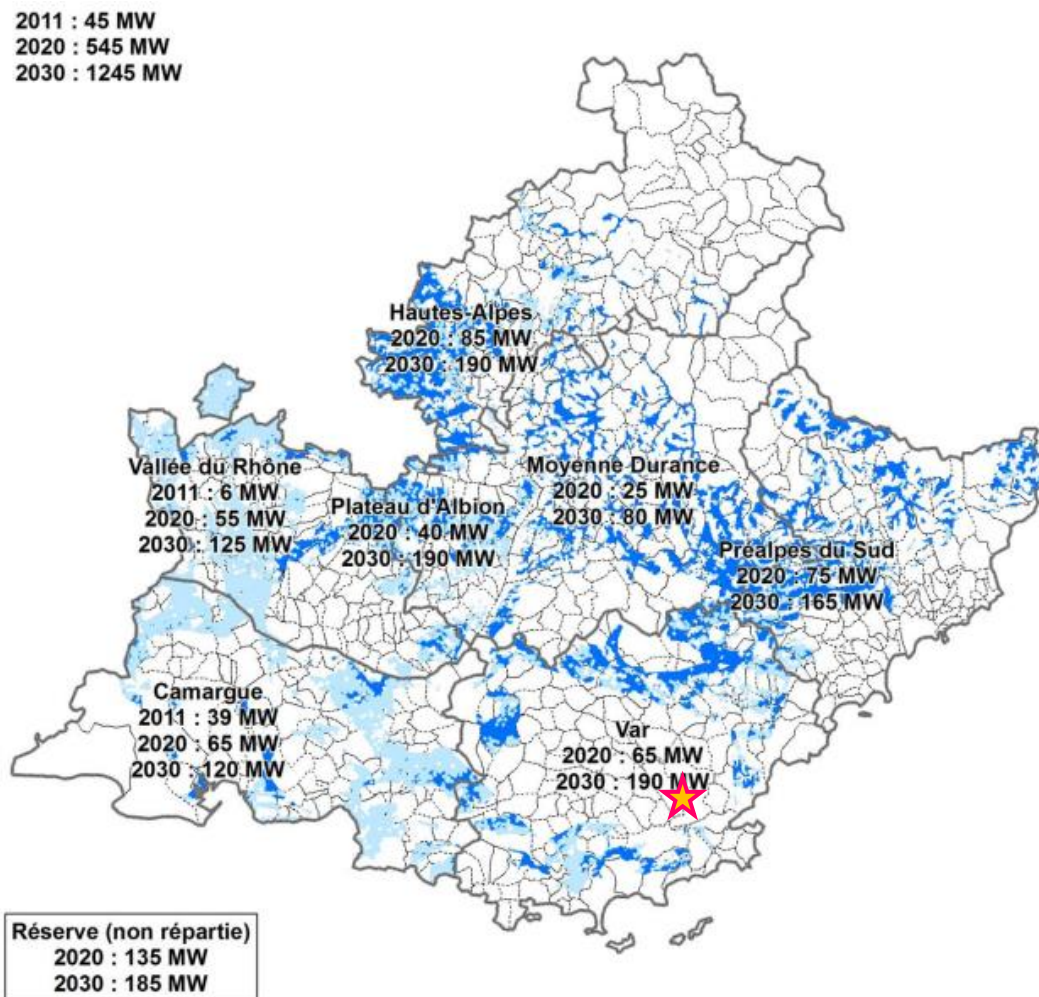 2011 : 45 MW
2020 : 545 MW
2030 : 1245 MW
Hautes-Alpes
2020 : 85 MW
2030 : 190 MW
Vallée du Rhône
2011 : 6 MW
2020 : 55 MW
2030 : 125 MW
Plateau d'Albion
2020 : 40 MW
2030 : 190 MW
Moyenne Durance
2020 : 25 MW
2030 : 80 MW
Préalpes du Sud
2020 : 75 MW
2030 : 165 MW
Camargue
2011 : 39 MW
2020 : 65 MW
2030 : 120 MW
Var
2020 : 65 MW
2030 : 190 MW
Réserve (non répartie)
2020 : 135 MW
2030 : 185 MW